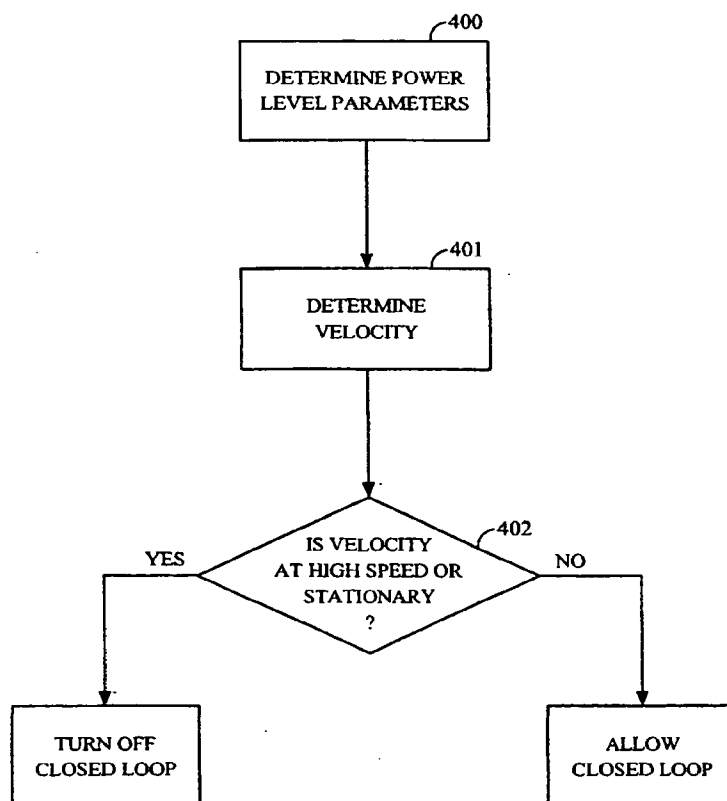 400
DETERMINE POWER
LEVEL PARAMETERS
401
DETERMINE
VELOCITY
402
IS VELOCITY
AT HIGH SPEED OR
STATIONARY
?
YES
NO
TURN OFF
CLOSED LOOP
ALLOW
CLOSED LOOP